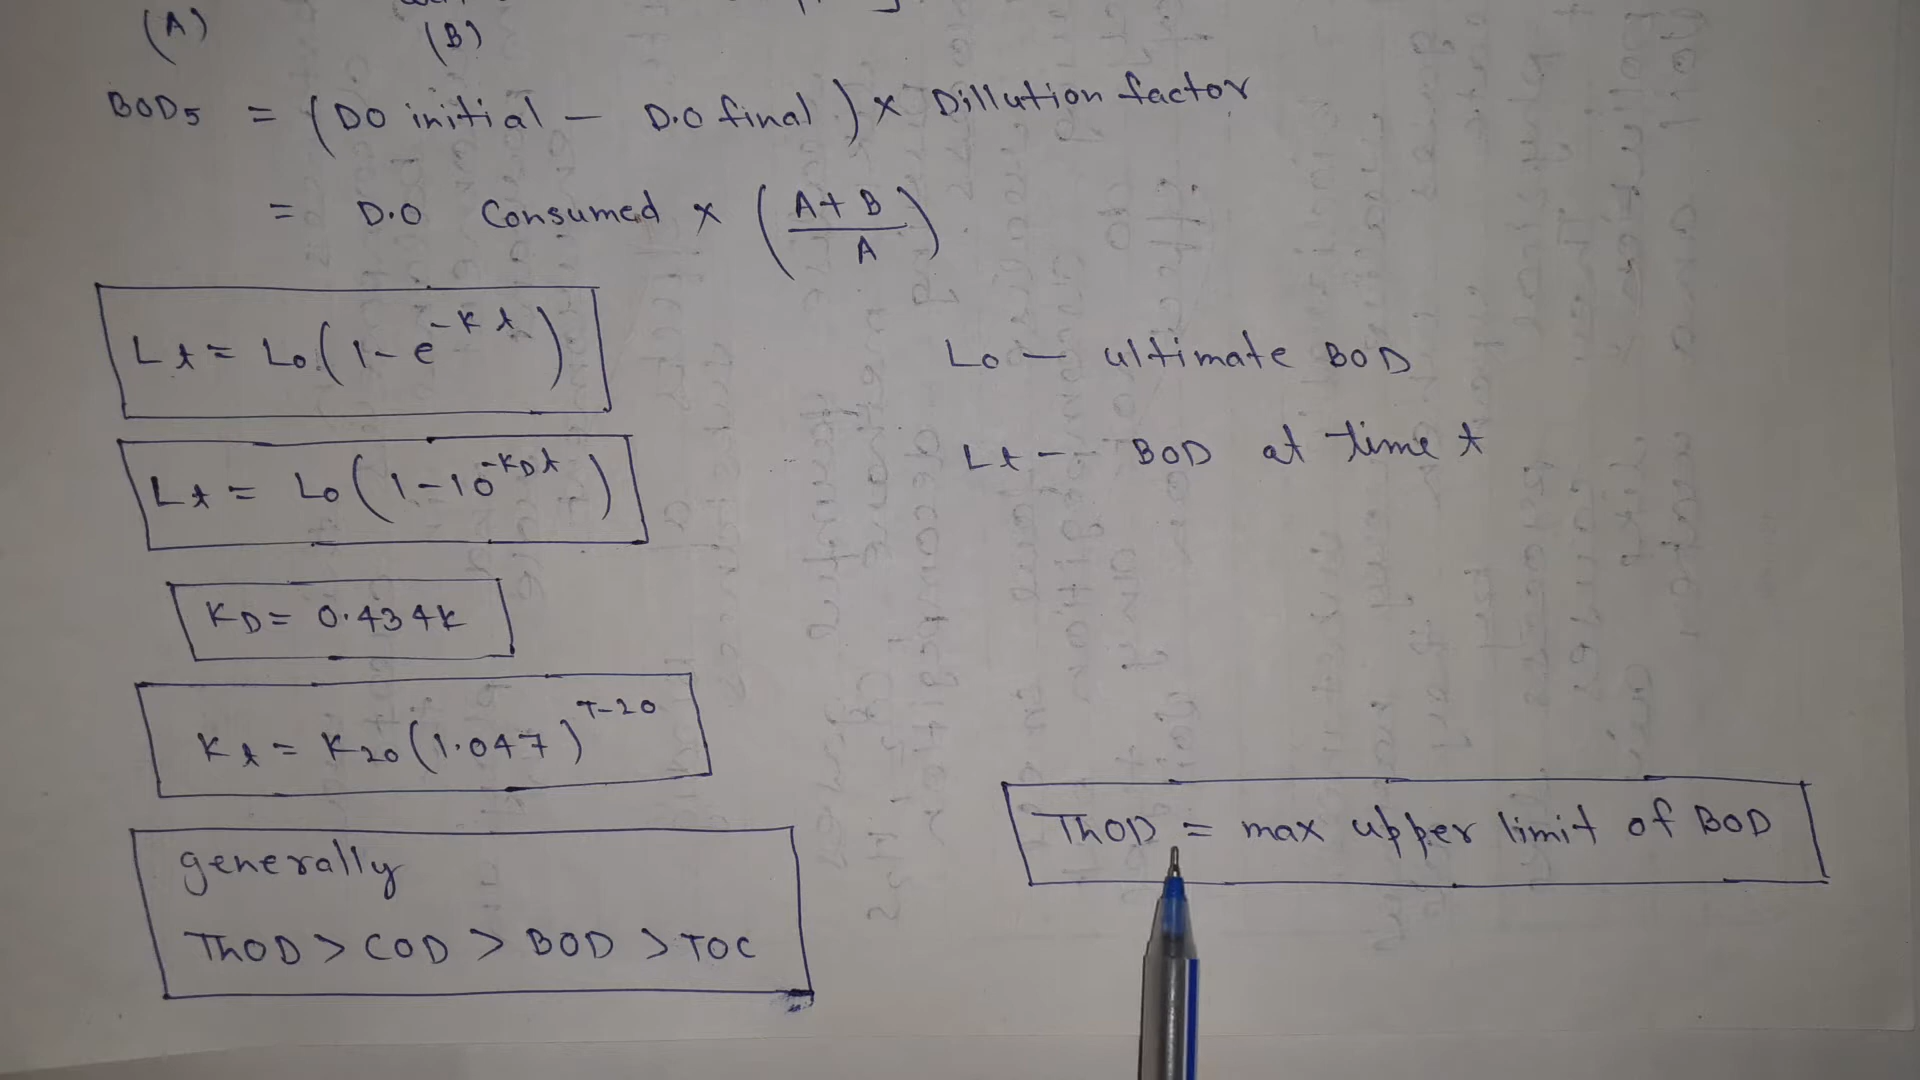 (A) (B)
BOD5 = (DO initial - D.O final) × Dillution factor
= D.O Consumed × (A+B / A)
Lt = Lo(1-e^-Kt)
Lo - ultimate BOD
Lt - BOD at time t
Lt = Lo(1-10^-KDt)
KD = 0.434K
Kt = K20(1.047)^T-20
ThOD = max upper limit of BOD
generally
ThOD > COD > BOD > TOC